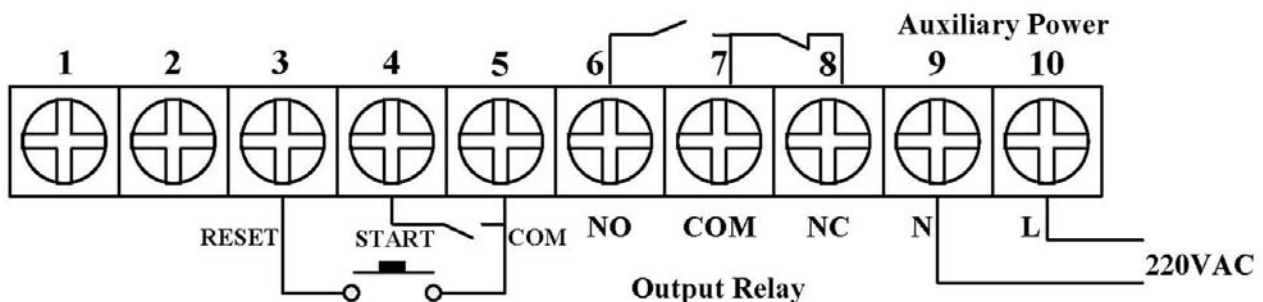 Auxiliary Power
1 2 3 4 5 6 7 8 9 10
RESET START COM NO COM NC N L
220VAC
Output Relay